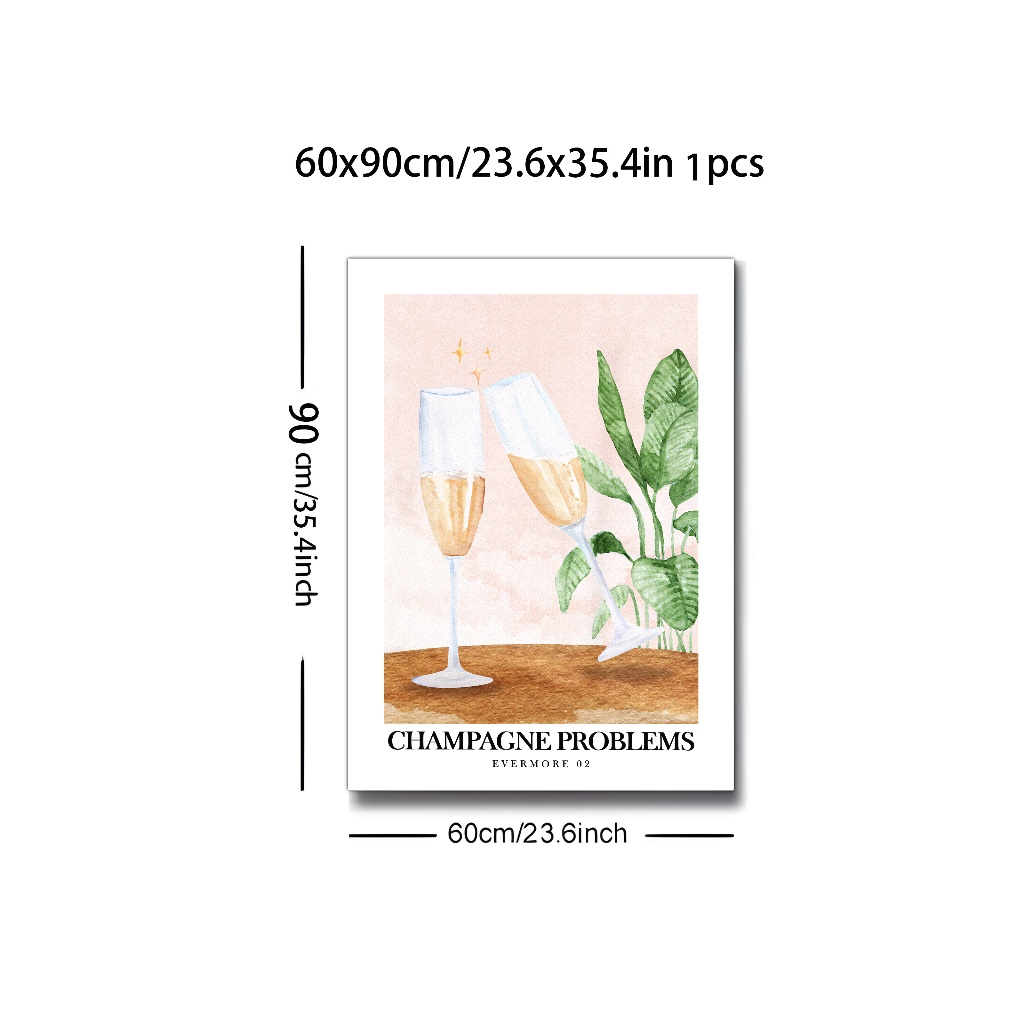 60x90cm/23.6x35.4in 1pcs
90 cm/35.4inch
CHAMPAGNE PROBLEMS
EVERMORE 02
60cm/23.6inch